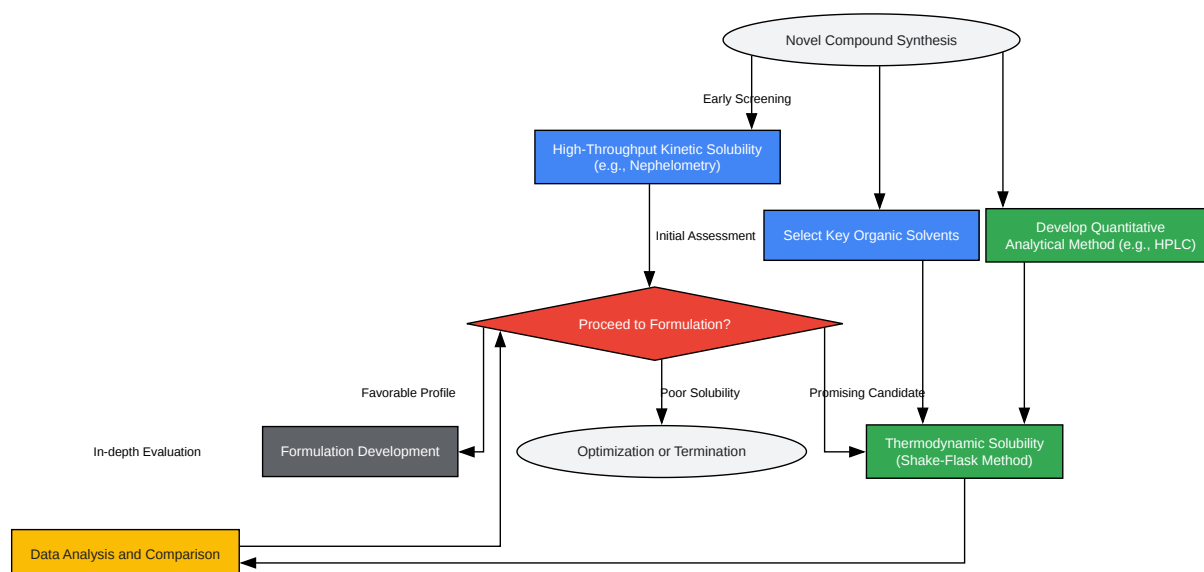 Novel Compound Synthesis
Early Screening
High-Throughput Kinetic Solubility
(e.g., Nephelometry)
Initial Assessment
Select Key Organic Solvents
Develop Quantitative
Analytical Method (e.g., HPLC)
Proceed to Formulation?
Favorable Profile
Poor Solubility
Promising Candidate
In-depth Evaluation
Formulation Development
Optimization or Termination
Thermodynamic Solubility
(Shake-Flask Method)
Data Analysis and Comparison